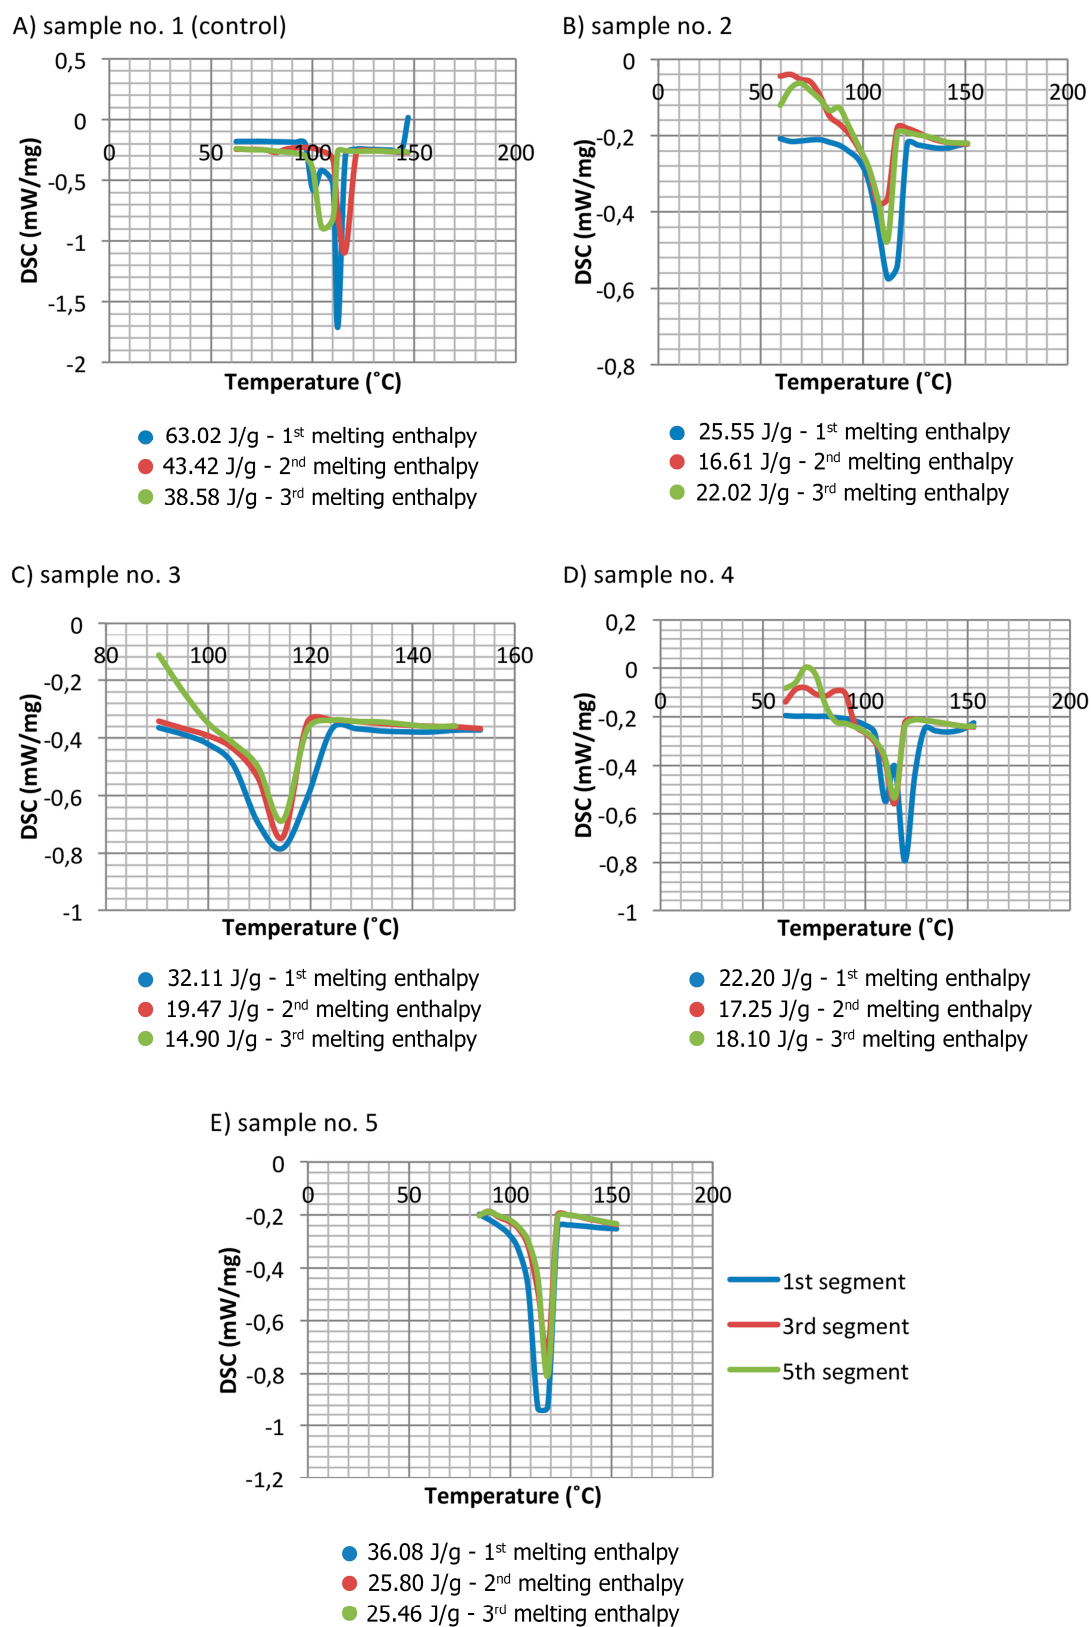 A) sample no. 1 (control)
0,5
0
-0,5
-1
-1,5
-2
0 50 100 150 200
DSC (mW/mg)
Temperature (˚C)
63.02 J/g - 1st melting enthalpy
43.42 J/g - 2nd melting enthalpy
38.58 J/g - 3rd melting enthalpy
B) sample no. 2
0
-0,2
-0,4
-0,6
-0,8
0 50 100 150 200
DSC (mW/mg)
Temperature (˚C)
25.55 J/g - 1st melting enthalpy
16.61 J/g - 2nd melting enthalpy
22.02 J/g - 3rd melting enthalpy
C) sample no. 3
0
-0,2
-0,4
-0,6
-0,8
-1
80 100 120 140 160
DSC (mW/mg)
Temperature (˚C)
32.11 J/g - 1st melting enthalpy
19.47 J/g - 2nd melting enthalpy
14.90 J/g - 3rd melting enthalpy
D) sample no. 4
0,2
0
-0,2
-0,4
-0,6
-0,8
-1
0 50 100 150 200
DSC (mW/mg)
Temperature (˚C)
22.20 J/g - 1st melting enthalpy
17.25 J/g - 2nd melting enthalpy
18.10 J/g - 3rd melting enthalpy
E) sample no. 5
0
-0,2
-0,4
-0,6
-0,8
-1
-1,2
0 50 100 150 200
DSC (mW/mg)
Temperature (˚C)
1st segment
3rd segment
5th segment
36.08 J/g - 1st melting enthalpy
25.80 J/g - 2nd melting enthalpy
25.46 J/g - 3rd melting enthalpy